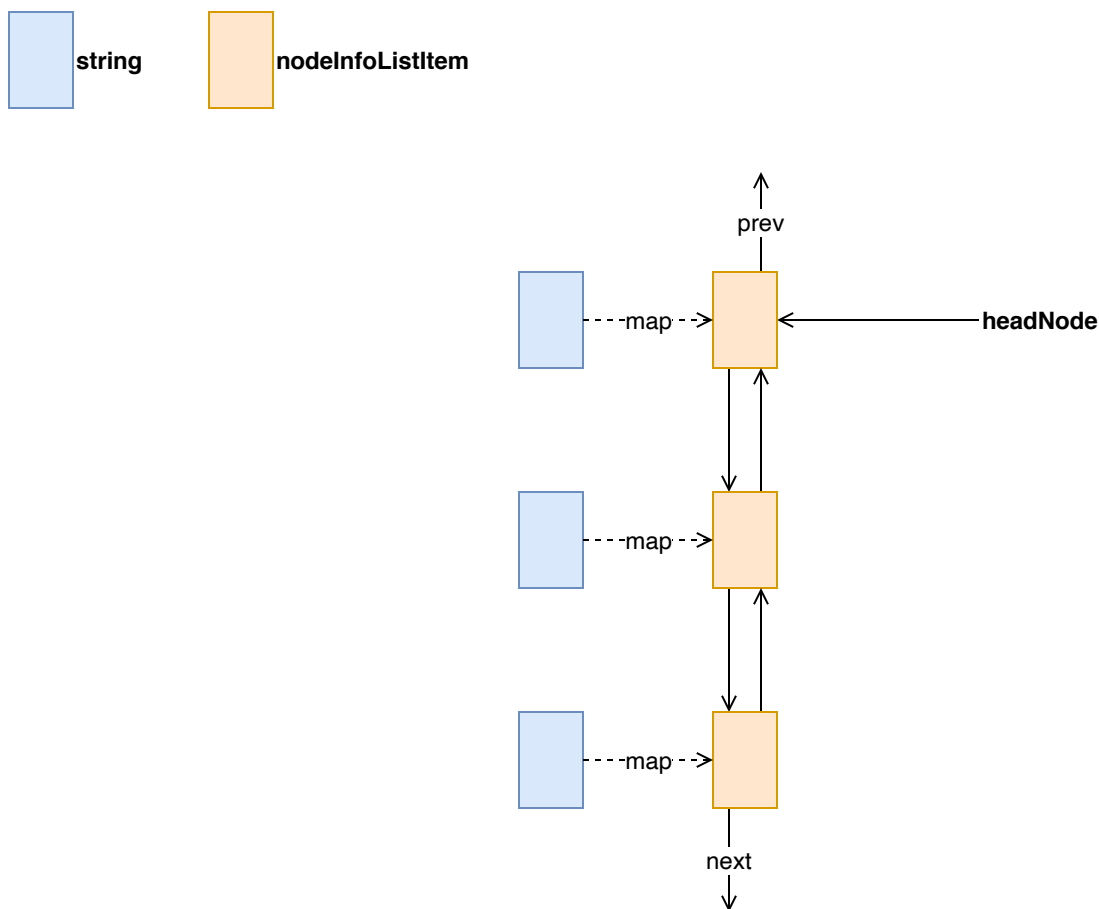 string
nodeInfoListItem
prev
map
headNode
map
map
next